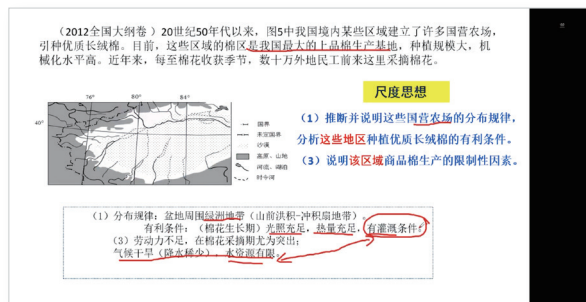 （2012全国大纲卷）20世纪50年代以来，图5中我国境内某些区域建立了许多国营农场，
引种优质长绒棉。目前，这些区域的棉区是我国最大的上品棉生产基地，种植规模大，机
械化水平高。近年来，每至棉花收获季节，数十万外地民工前来这里采摘棉花。
尺度思想
76° 80° 84°
40°
国界
未定国界
沙漠
高原、山地
河流、湖泊
时令河
（1）推断并说明这些国营农场的分布规律，
分析这些地区种植优质长绒棉的有利条件。
（3）说明该区域商品棉生产的限制性因素。
（1）分布规律：盆地周围绿洲地带（山前洪积-冲积扇地带）。
有利条件：（棉花生长期）光照充足，热量充足，有灌溉条件；
（3）劳动力不足，在棉花采摘期尤为突出；
气候干旱（降水稀少），水资源有限。